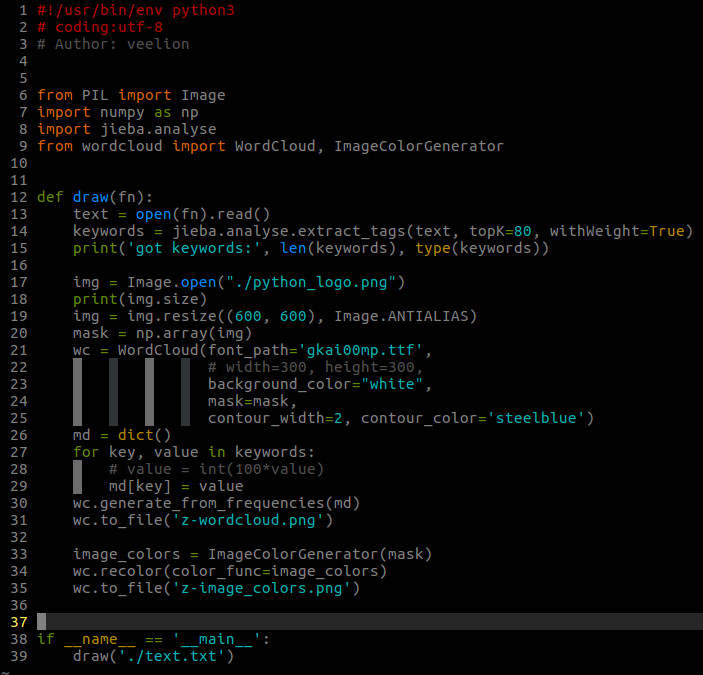 1 #!/usr/bin/env python3
2 # coding:utf-8
3 # Author: veelion
4
5
6 from PIL import Image
7 import numpy as np
8 import jieba.analyse
9 from wordcloud import WordCloud, ImageColorGenerator
10
11
12 def draw(fn):
13     text = open(fn).read()
14     keywords = jieba.analyse.extract_tags(text, topK=80, withWeight=True)
15     print('got keywords:', len(keywords), type(keywords))
16
17     img = Image.open("./python_logo.png")
18     print(img.size)
19     img = img.resize((600, 600), Image.ANTIALIAS)
20     mask = np.array(img)
21     wc = WordCloud(font_path='gkai00mp.ttf',
22                    # width=300, height=300,
23                    background_color="white",
24                    mask=mask,
25                    contour_width=2, contour_color='steelblue')
26     md = dict()
27     for key, value in keywords:
28         # value = int(100*value)
29         md[key] = value
30     wc.generate_from_frequencies(md)
31     wc.to_file('z-wordcloud.png')
32
33     image_colors = ImageColorGenerator(mask)
34     wc.recolor(color_func=image_colors)
35     wc.to_file('z-image_colors.png')
36
37
38 if __name__ == '__main__':
39     draw('./text.txt')
~